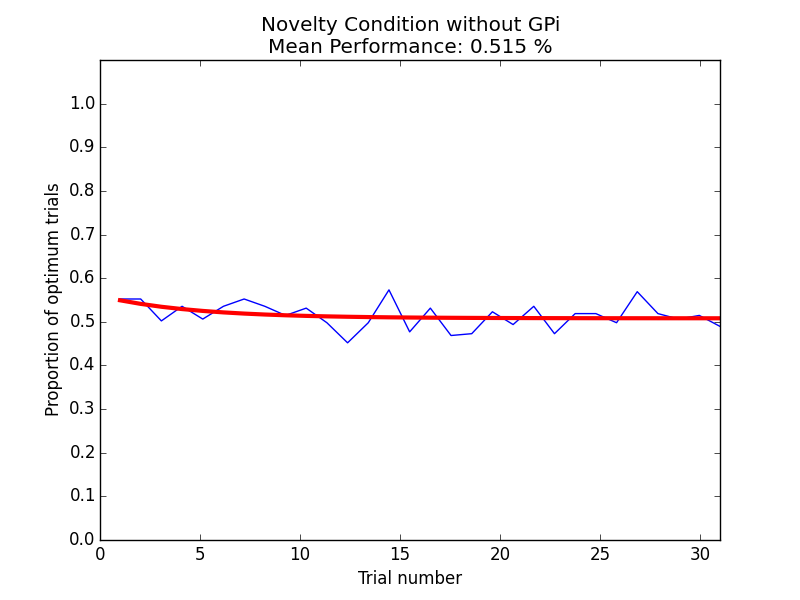 Novelty Condition without GPi
Mean Performance: 0.515 %
Proportion of optimum trials
1.0
0.9
0.8
0.7
0.6
0.5
0.4
0.3
0.2
0.1
0.0
0 5 10 15 20 25 30
Trial number